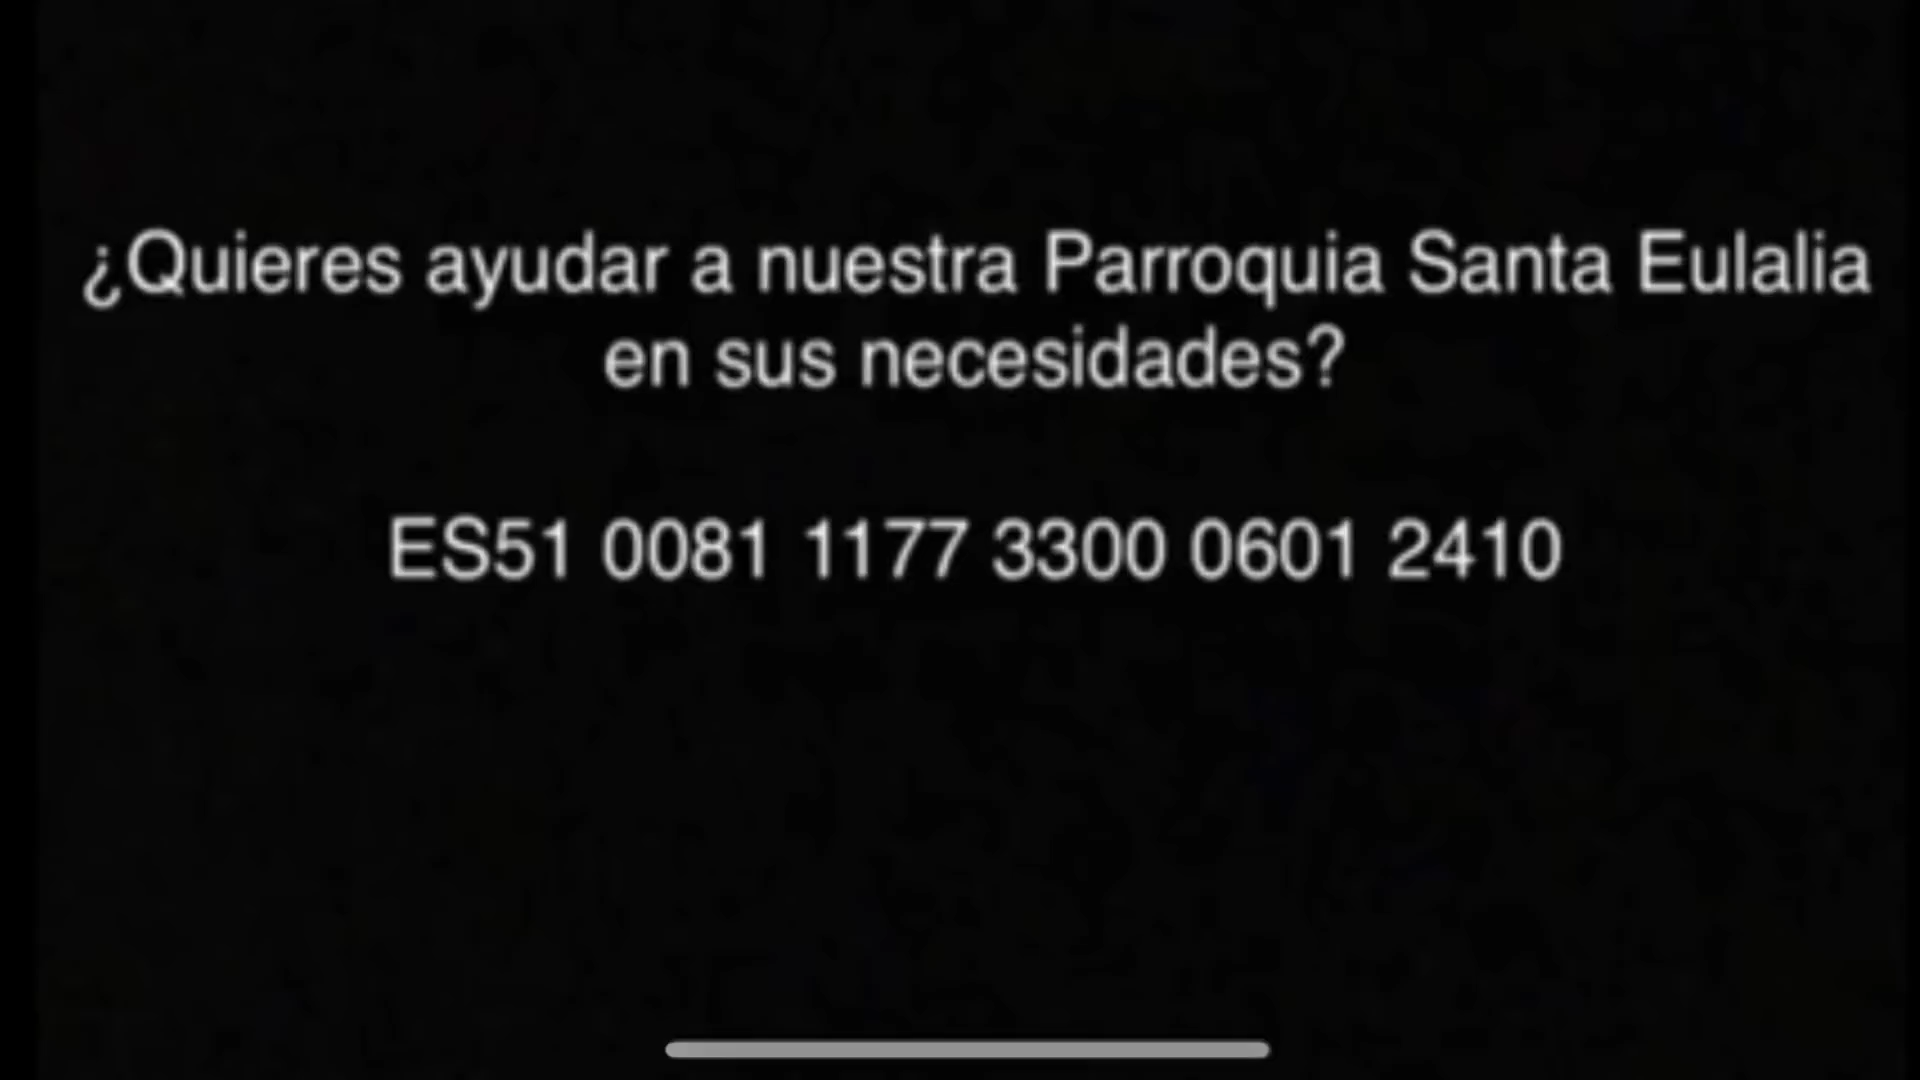 ¿Quieres ayudar a nuestra Parroquia Santa Eulalia
en sus necesidades?
ES51 0081 1177 3300 0601 2410